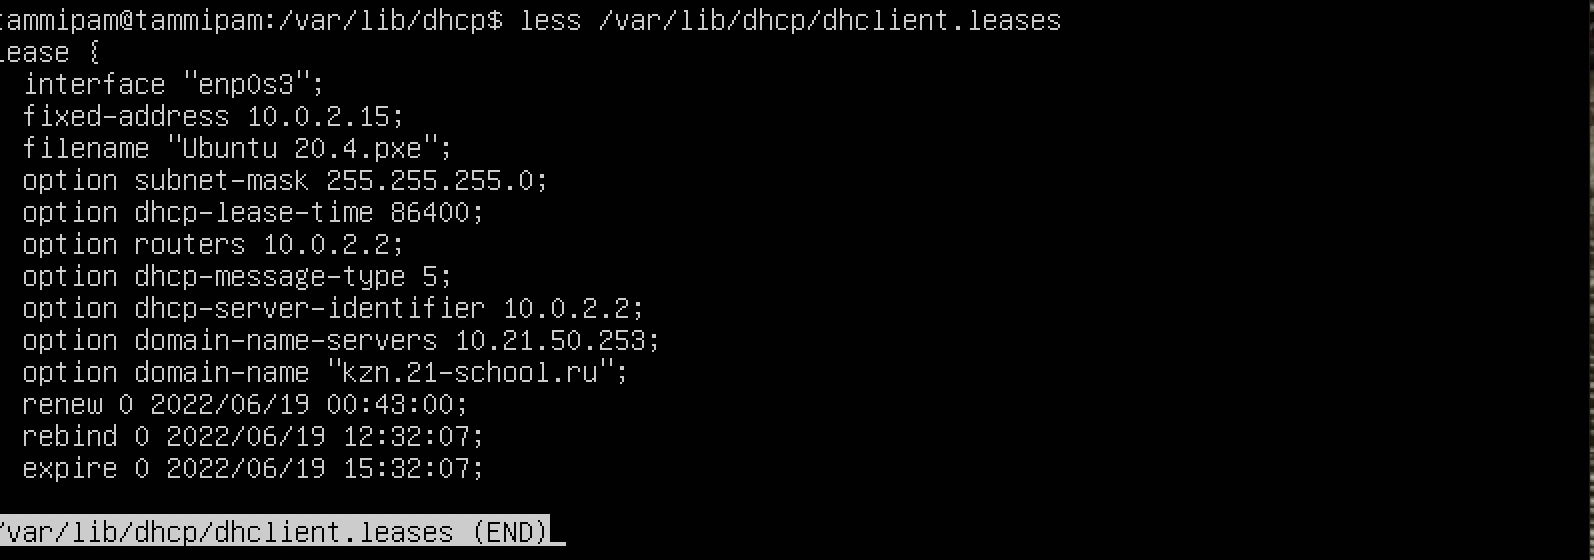 tammipam@tammipam:/var/lib/dhcp$ less /var/lib/dhcp/dhclient.leases
lease {
  interface "enp0s3";
  fixed-address 10.0.2.15;
  filename "Ubuntu 20.4.pxe";
  option subnet-mask 255.255.255.0;
  option dhcp-lease-time 86400;
  option routers 10.0.2.2;
  option dhcp-message-type 5;
  option dhcp-server-identifier 10.0.2.2;
  option domain-name-servers 10.21.50.253;
  option domain-name "kzn.21-school.ru";
  renew 0 2022/06/19 00:43:00;
  rebind 0 2022/06/19 12:32:07;
  expire 0 2022/06/19 15:32:07;
/var/lib/dhcp/dhclient.leases (END)